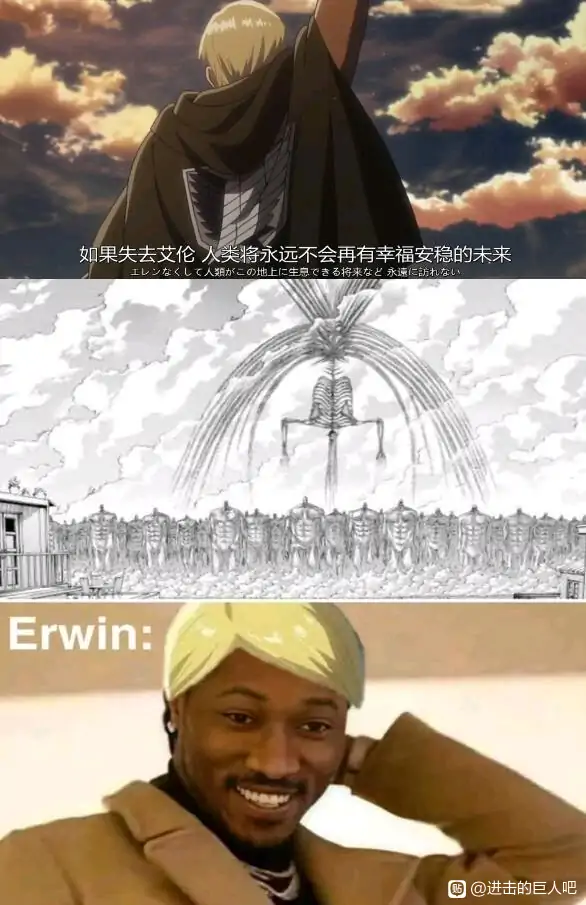 如果失去艾伦 人类将永远不会再有幸福安稳的未来
エレンなくして人類がこの地上に生息できる将来など 永遠に訪れない
Erwin:
贴 @进击的巨人吧